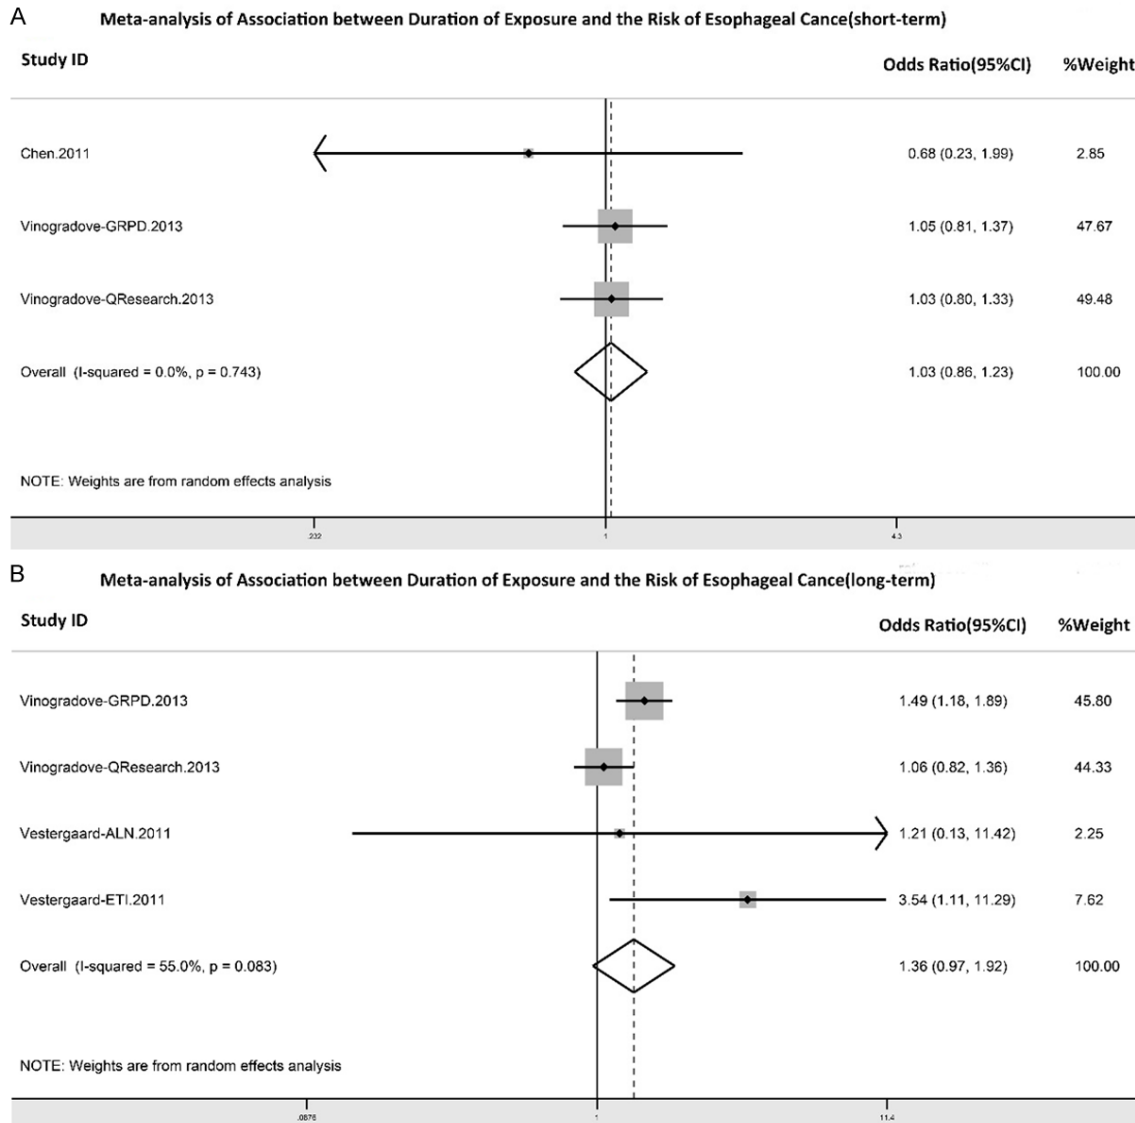 A
Meta-analysis of Association between Duration of Exposure and the Risk of Esophageal Cance(short-term)
Study ID Odds Ratio(95%CI) %Weight
Chen.2011 0.68 (0.23, 1.99) 2.85
Vinogradove-GRPD.2013 1.05 (0.81, 1.37) 47.67
Vinogradove-QResearch.2013 1.03 (0.80, 1.33) 49.48
Overall (I-squared = 0.0%, p = 0.743) 1.03 (0.86, 1.23) 100.00
NOTE: Weights are from random effects analysis
.232 1 4.3
B
Meta-analysis of Association between Duration of Exposure and the Risk of Esophageal Cance(long-term)
Study ID Odds Ratio(95%CI) %Weight
Vinogradove-GRPD.2013 1.49 (1.18, 1.89) 45.80
Vinogradove-QResearch.2013 1.06 (0.82, 1.36) 44.33
Vestergaard-ALN.2011 1.21 (0.13, 11.42) 2.25
Vestergaard-ETI.2011 3.54 (1.11, 11.29) 7.62
Overall (I-squared = 55.0%, p = 0.083) 1.36 (0.97, 1.92) 100.00
NOTE: Weights are from random effects analysis
.0876 1 11.4